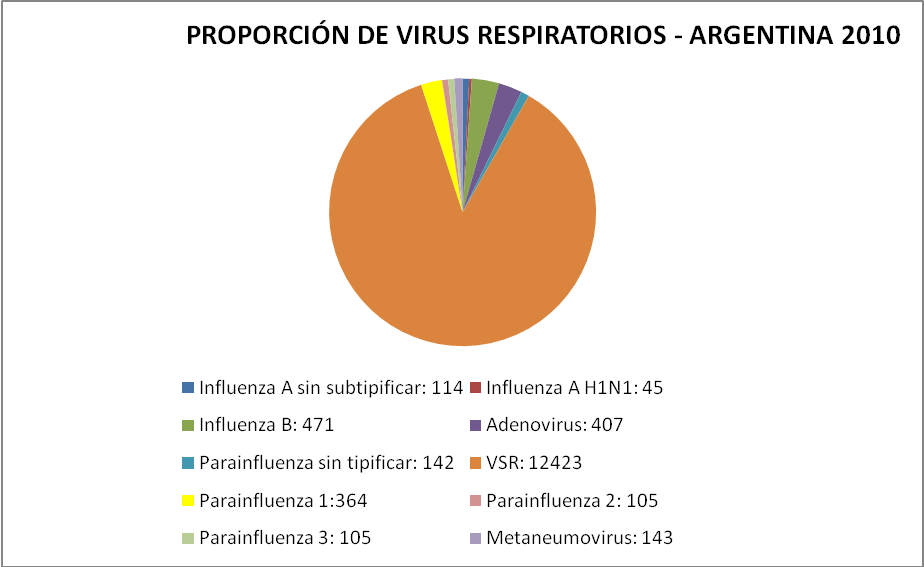 PROPORCIÓN DE VIRUS RESPIRATORIOS - ARGENTINA 2010
Influenza A sin subtipificar: 114 Influenza A H1N1: 45
Influenza B: 471 Adenovirus: 407
Parainfluenza sin tipificar: 142 VSR: 12423
Parainfluenza 1:364 Parainfluenza 2: 105
Parainfluenza 3: 105 Metaneumovirus: 143